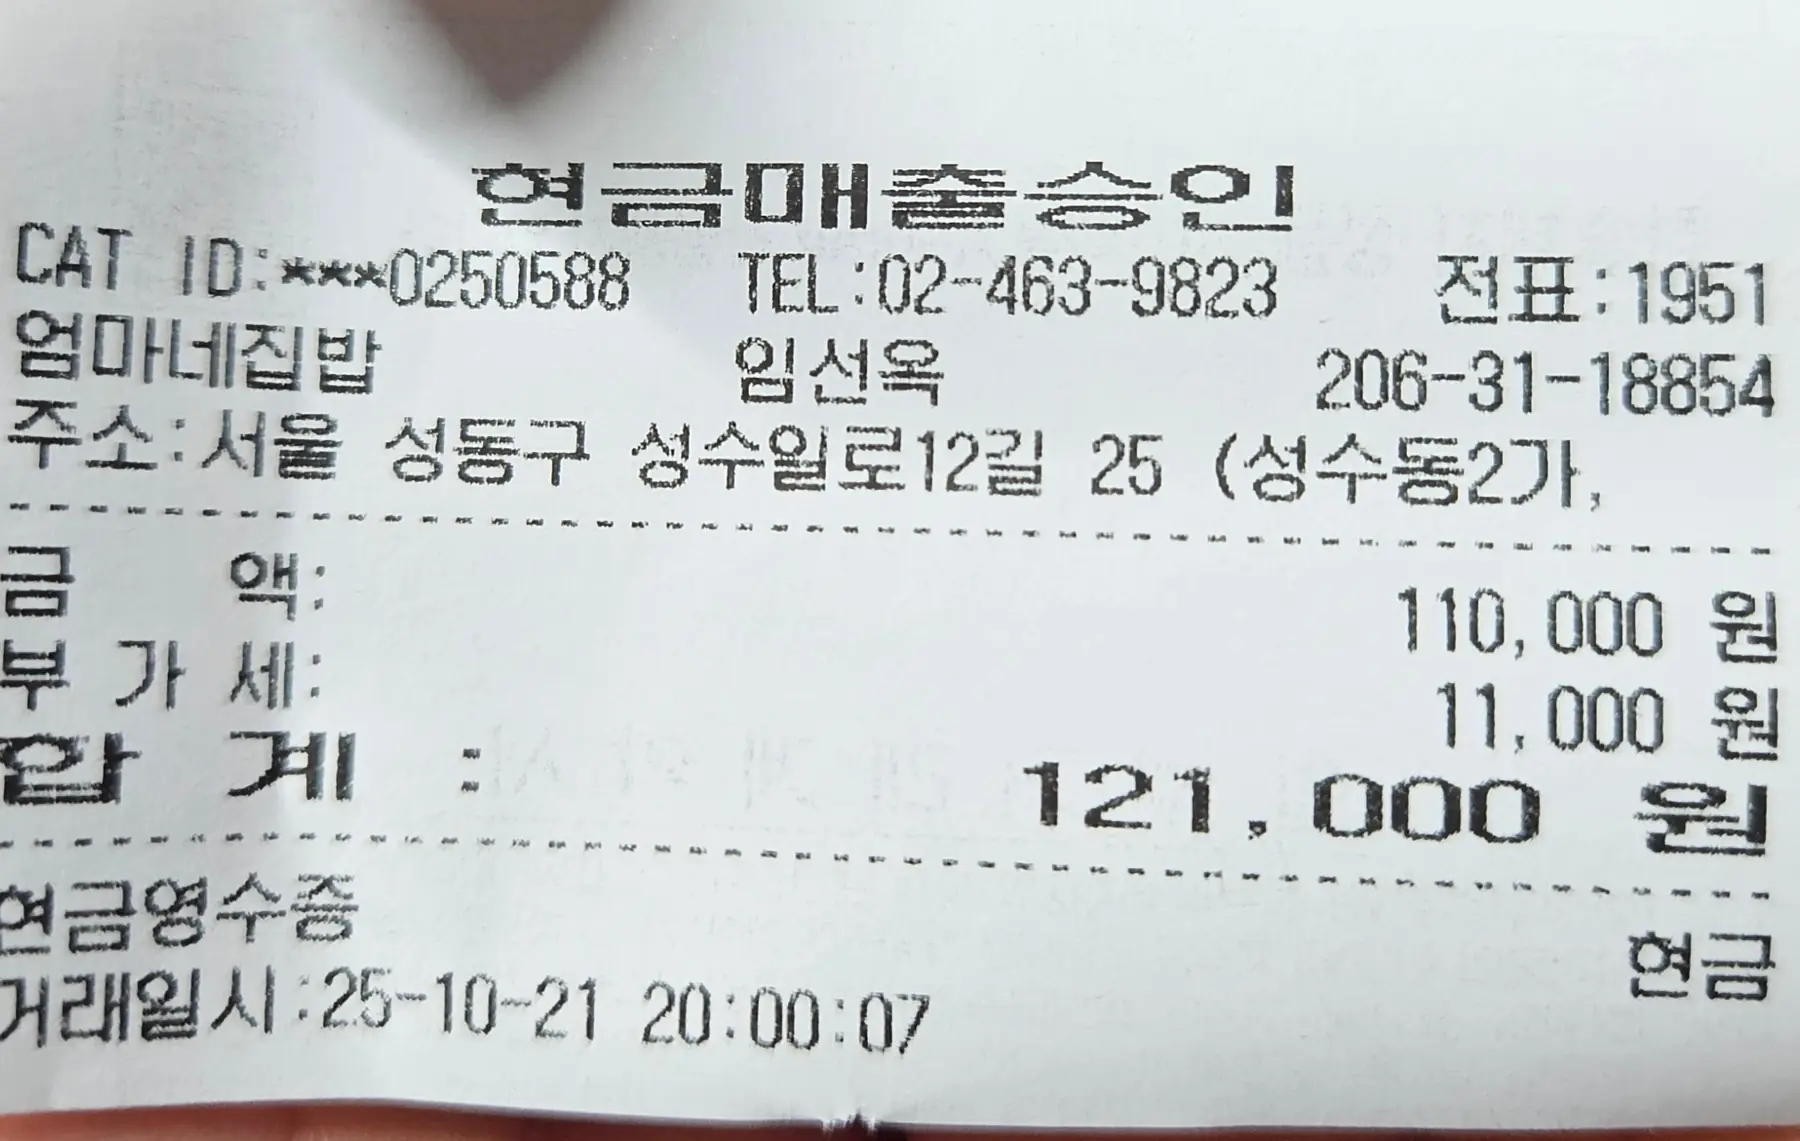 현금매출승인
CAT ID:***0250588 TEL:02-463-9823 전표:1951
엄마네집밥 임선옥 206-31-18854
주소:서울 성동구 성수일로12길 25 (성수동2가,
금 액: 110,000 원
부 가 세: 11,000 원
합 계 : 121,000 원
현금영수증 현금
거래일시:25-10-21 20:00:07